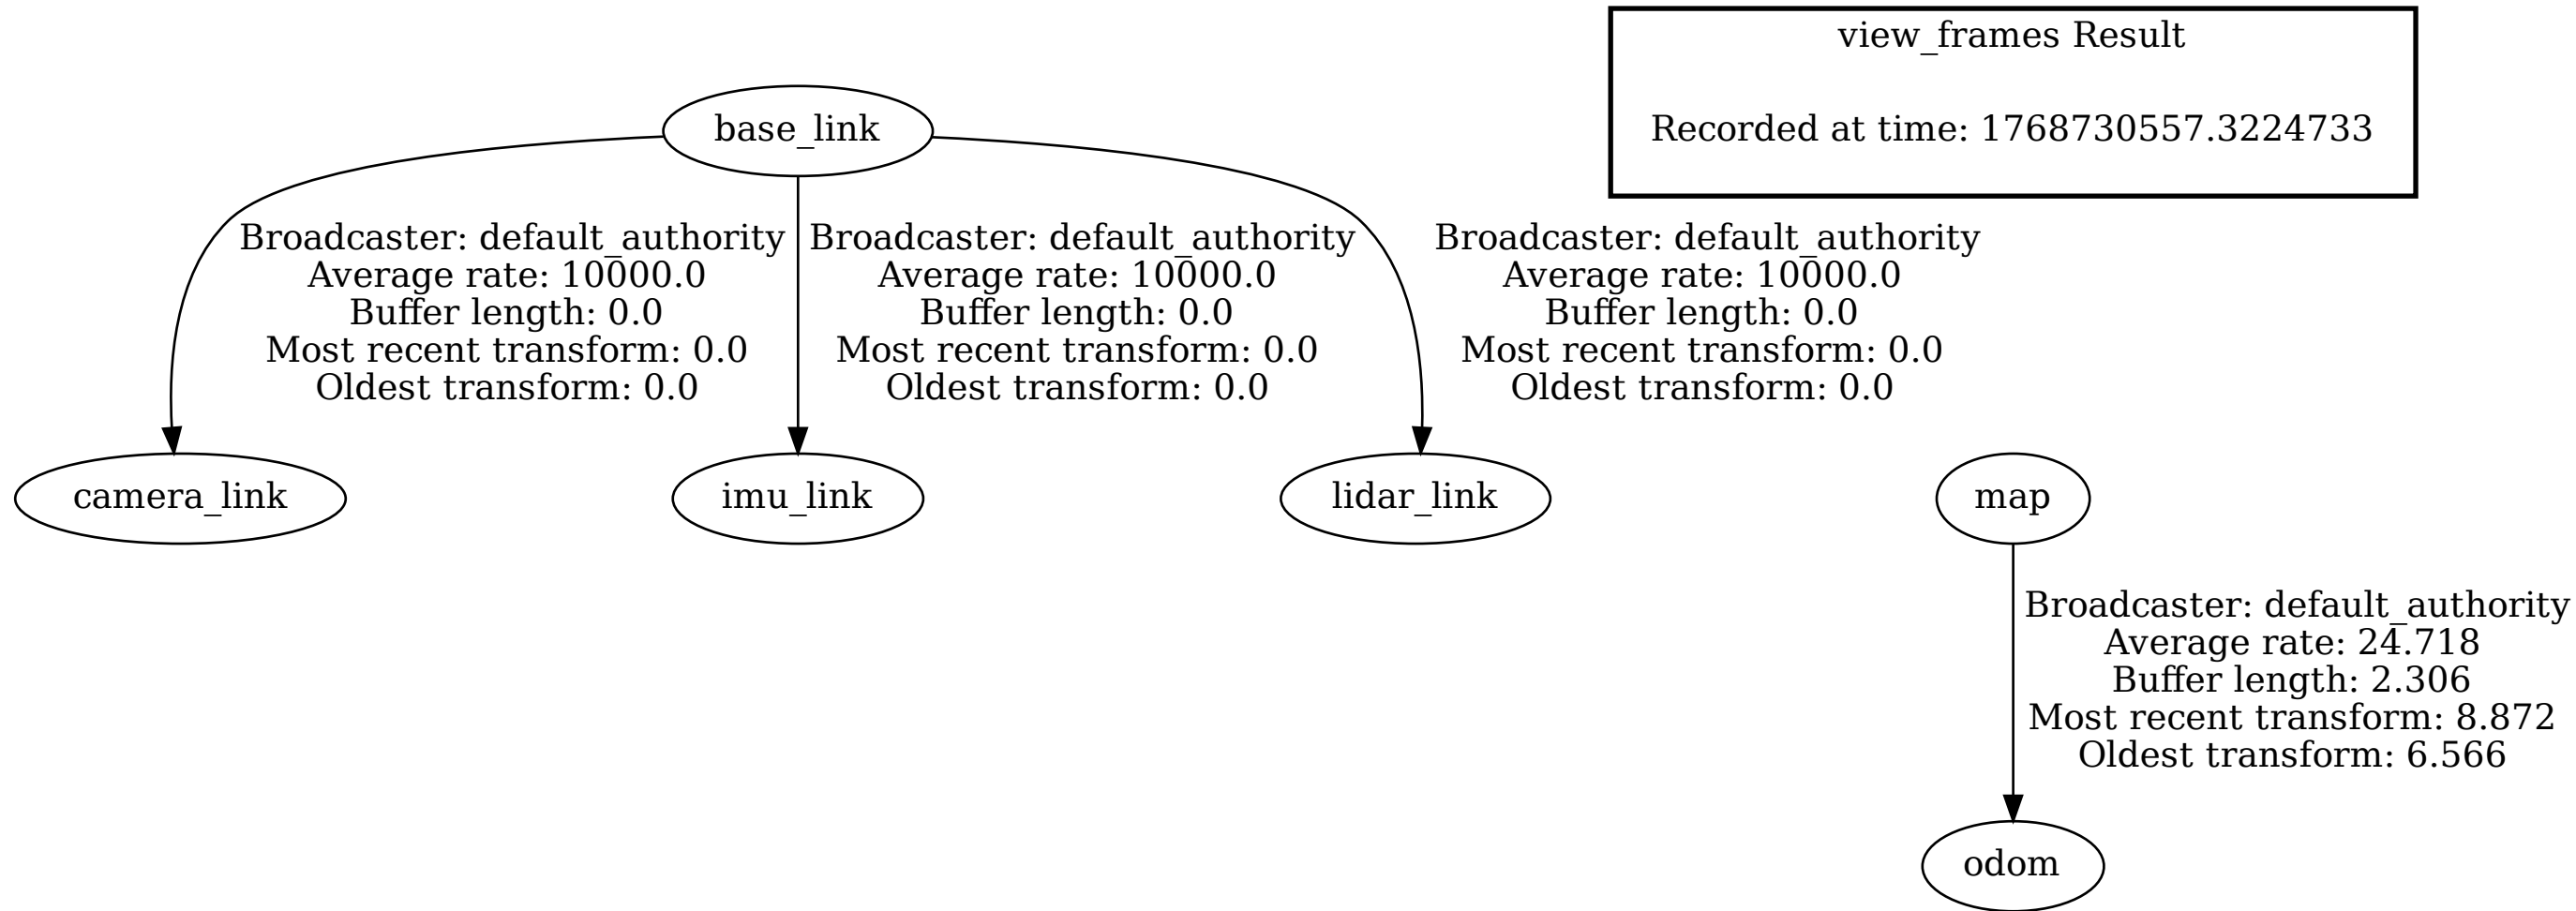 view_frames Result
Recorded at time: 1768730557.3224733
base_link
Broadcaster: default_authority
Average rate: 10000.0
Buffer length: 0.0
Most recent transform: 0.0
Oldest transform: 0.0
Broadcaster: default_authority
Average rate: 10000.0
Buffer length: 0.0
Most recent transform: 0.0
Oldest transform: 0.0
Broadcaster: default_authority
Average rate: 10000.0
Buffer length: 0.0
Most recent transform: 0.0
Oldest transform: 0.0
camera_link
imu_link
lidar_link
map
Broadcaster: default_authority
Average rate: 24.718
Buffer length: 2.306
Most recent transform: 8.872
Oldest transform: 6.566
odom